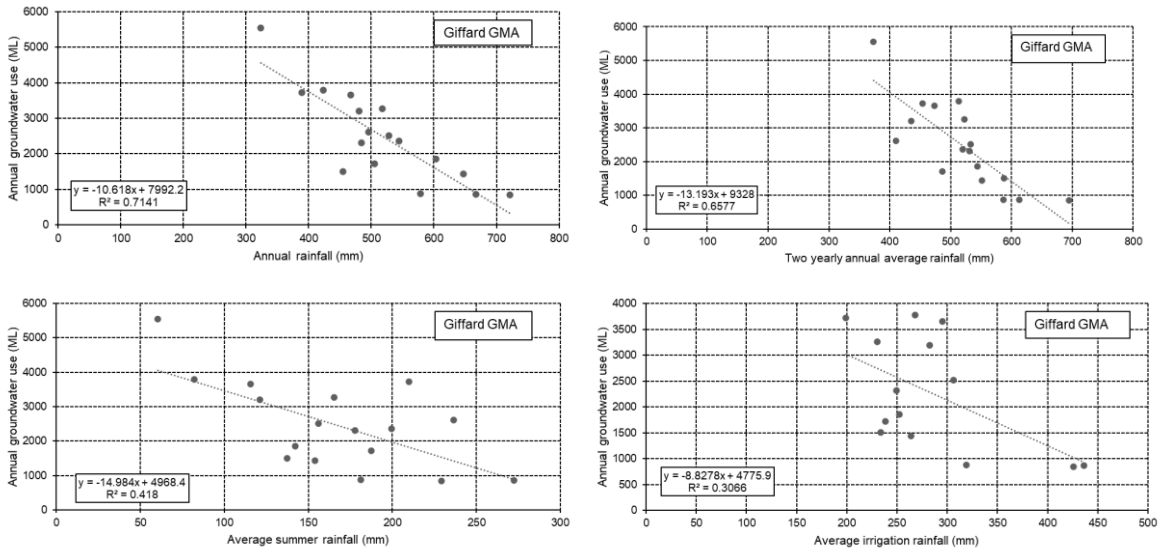 6000
5000
4000
3000
2000
1000
0
Annual groundwater use (ML)
Giffard GMA
y = -10.618x + 7992.2
R² = 0.7141
0 100 200 300 400 500 600 700 800
Annual rainfall (mm)
6000
5000
4000
3000
2000
1000
0
Annual groundwater use (ML)
Giffard GMA
y = -13.193x + 9328
R² = 0.6577
0 100 200 300 400 500 600 700 800
Two yearly annual average rainfall (mm)
6000
5000
4000
3000
2000
1000
0
Annual groundwater use (ML)
Giffard GMA
y = -14.984x + 4968.4
R² = 0.418
0 50 100 150 200 250 300
Average summer rainfall (mm)
4000
3500
3000
2500
2000
1500
1000
500
0
Annual groundwater use (ML)
Giffard GMA
y = -8.8278x + 4775.9
R² = 0.3066
0 50 100 150 200 250 300 350 400 450 500
Average irrigation rainfall (mm)